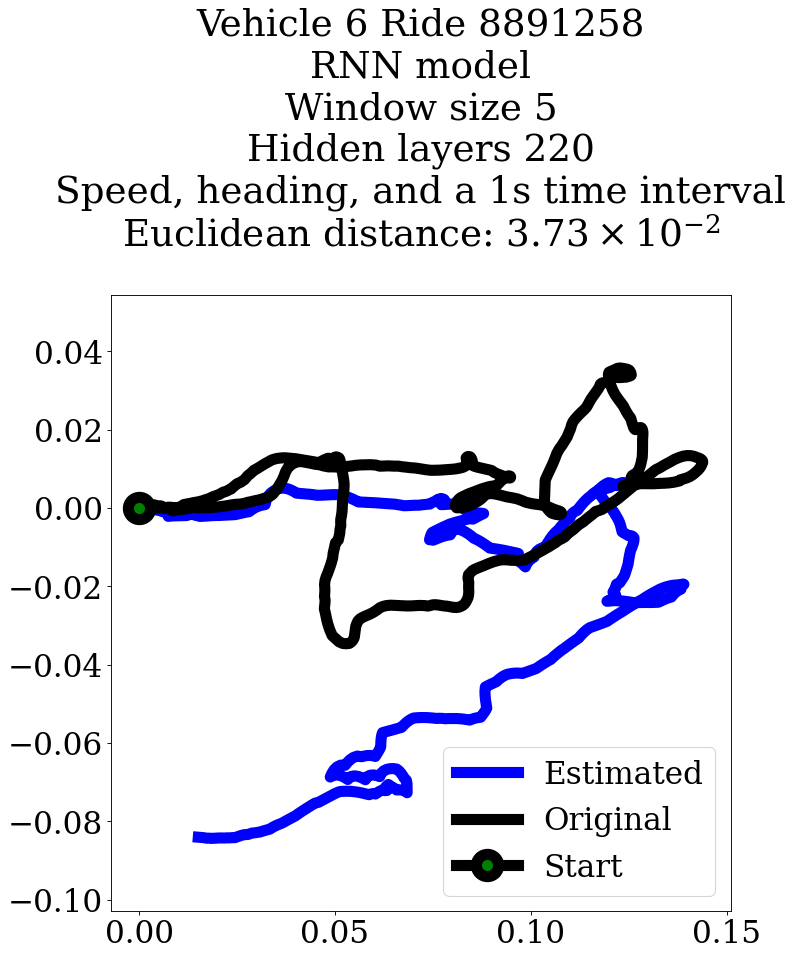 Vehicle 6 Ride 8891258
RNN model
Window size 5
Hidden layers 220
Speed, heading, and a 1s time interval
Euclidean distance: 3.73 × 10⁻²
0.04
0.02
0.00
−0.02
−0.04
−0.06
−0.08
−0.10
Estimated
Original
Start
0.00 0.05 0.10 0.15